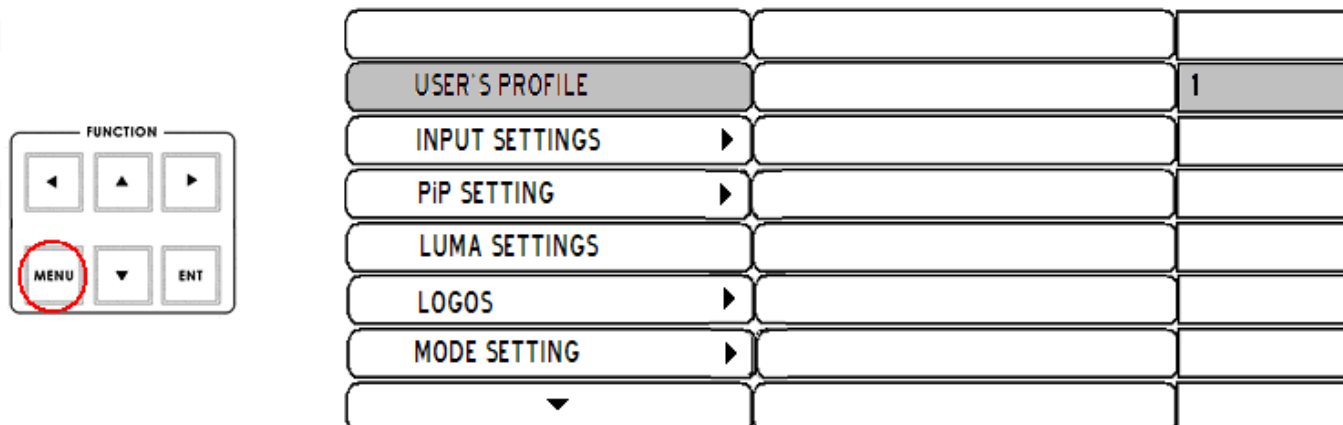 FUNCTION
MENU
ENT
USER'S PROFILE
1
INPUT SETTINGS
PiP SETTING
LUMA SETTINGS
LOGOS
MODE SETTING